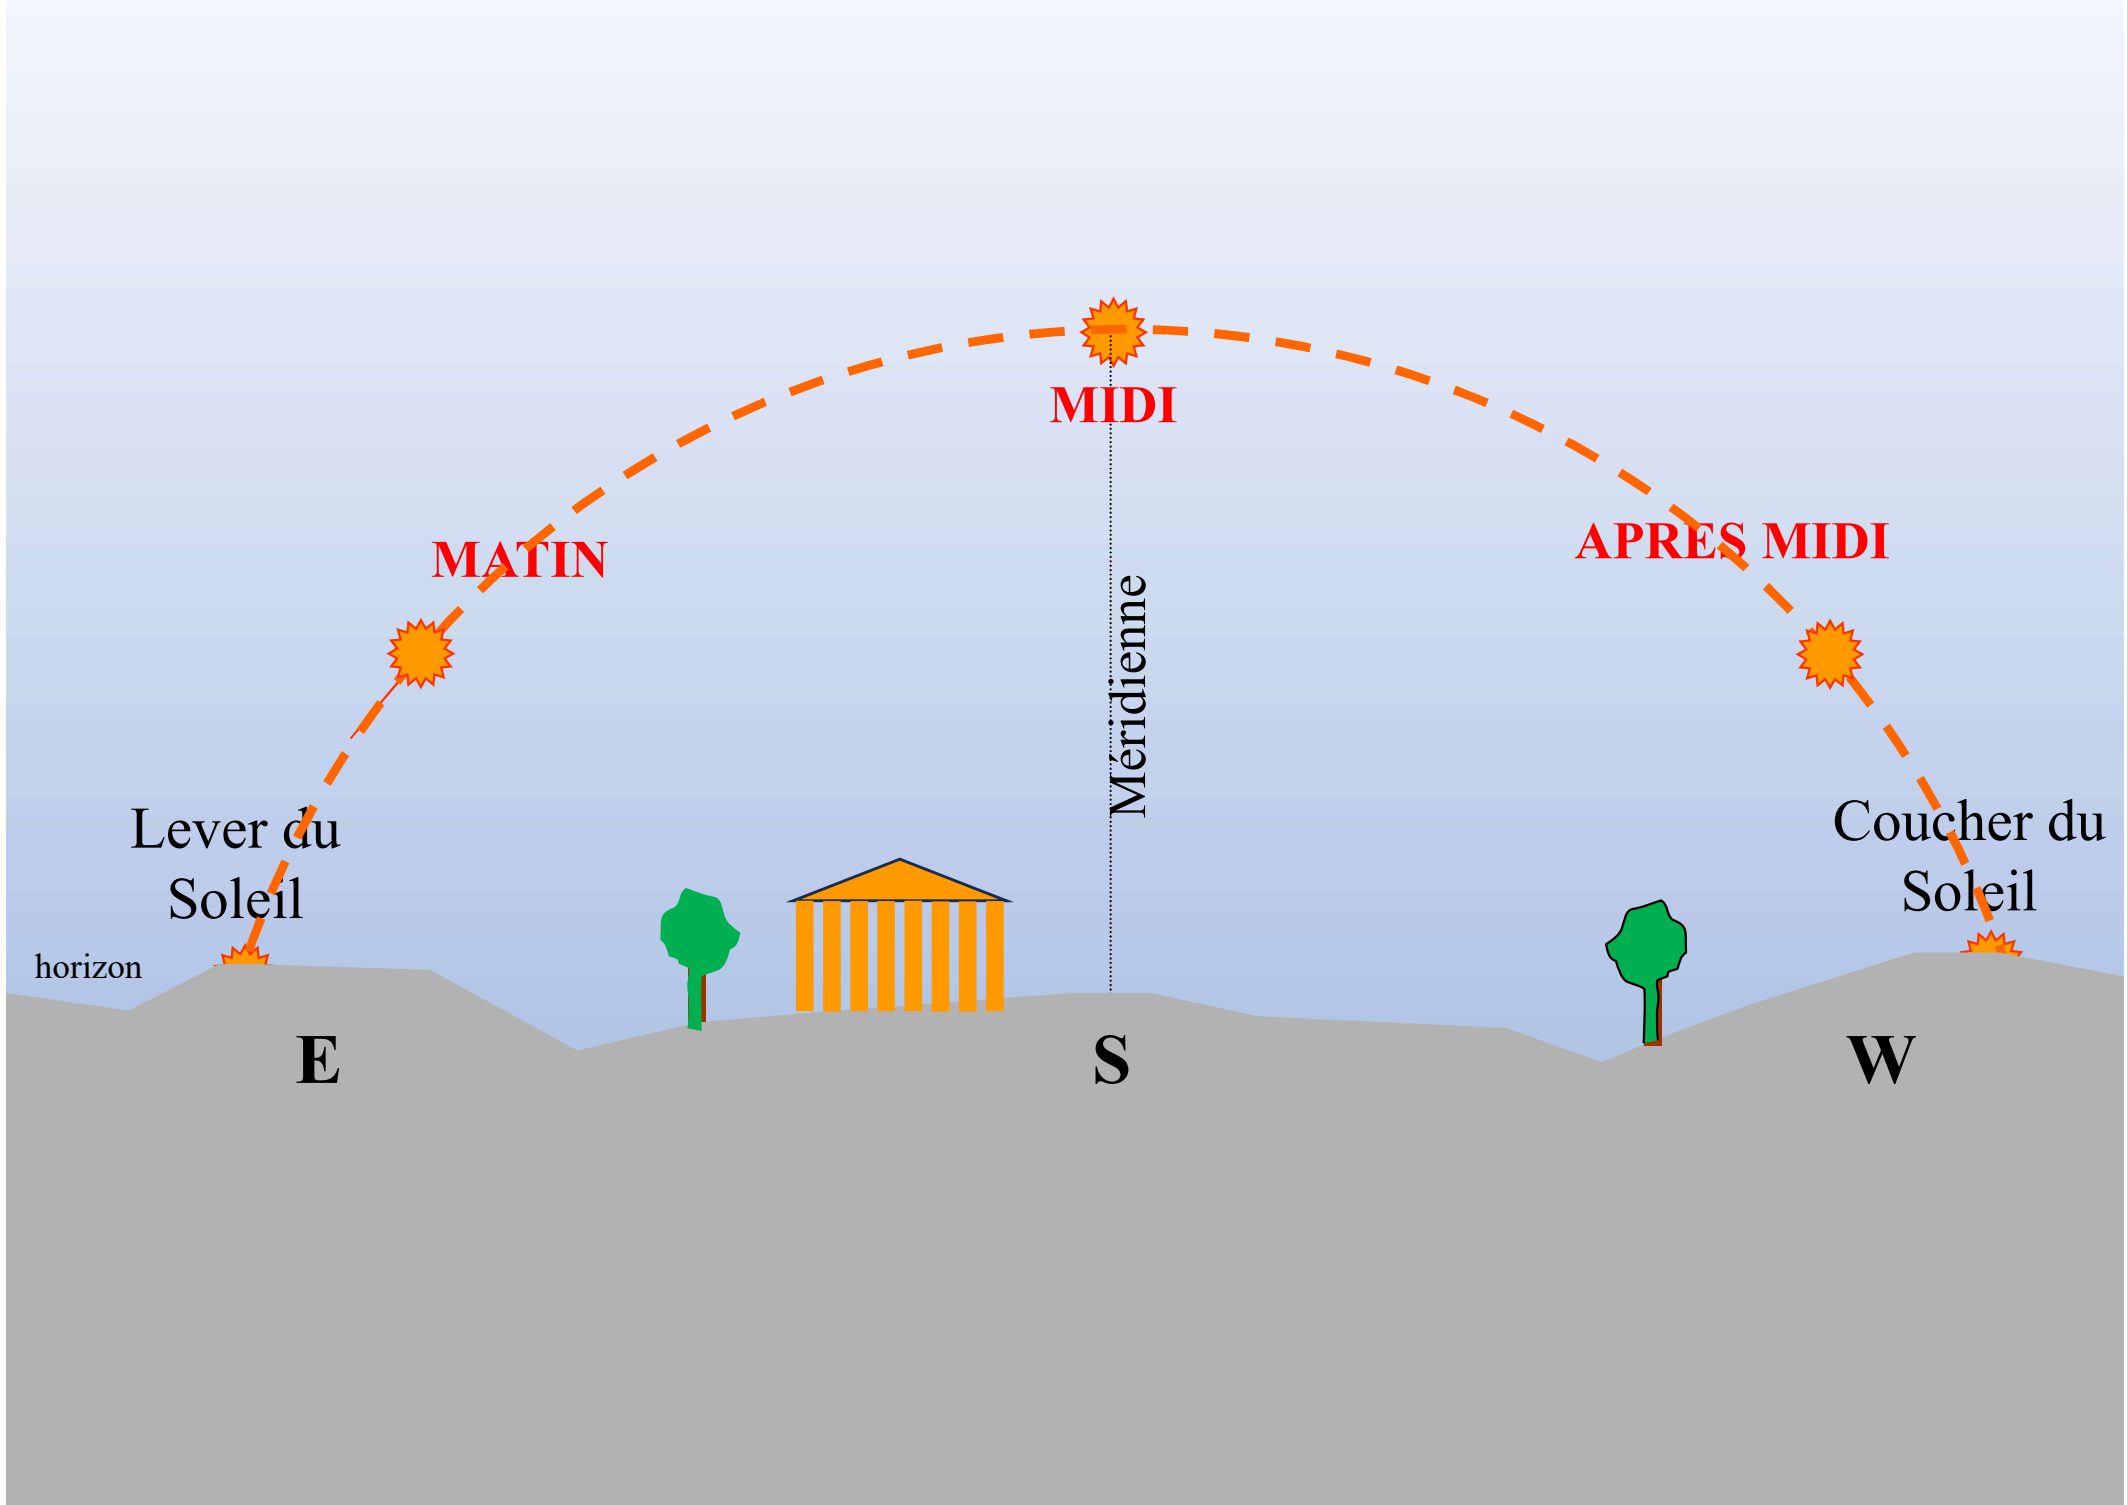 MIDI
MATIN
APRES MIDI
Méridienne
Lever du
Soleil
Coucher du
Soleil
horizon
E
S
W